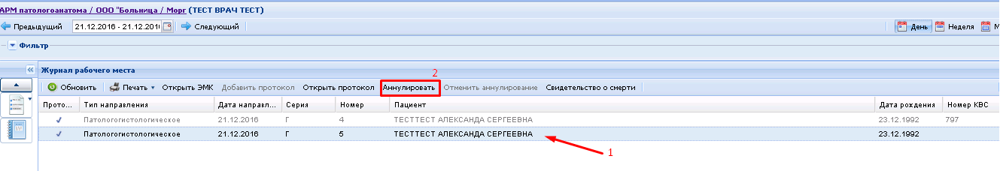 АРМ патологоанатома / ООО "Больница / Морг (ТЕСТ ВРАЧ ТЕСТ)
Предыдущий 21.12.2016 - 21.12.201 Следующий День Неделя М
Фильтр
Журнал рабочего места
2
Обновить Печать Открыть ЭМК Добавить протокол Открыть протокол Аннулировать Отменить аннулирование Свидетельство о смерти
Прото... Тип направления Дата направл... Серия Номер Пациент Дата рождения Номер КВС
Патологогистологическое 21.12.2016 Г 4 ТЕСТТЕСТ АЛЕКСАНДА СЕРГЕЕВНА 23.12.1992 797
Патологогистологическое 21.12.2016 Г 5 ТЕСТТЕСТ АЛЕКСАНДА СЕРГЕЕВНА 23.12.1992
1